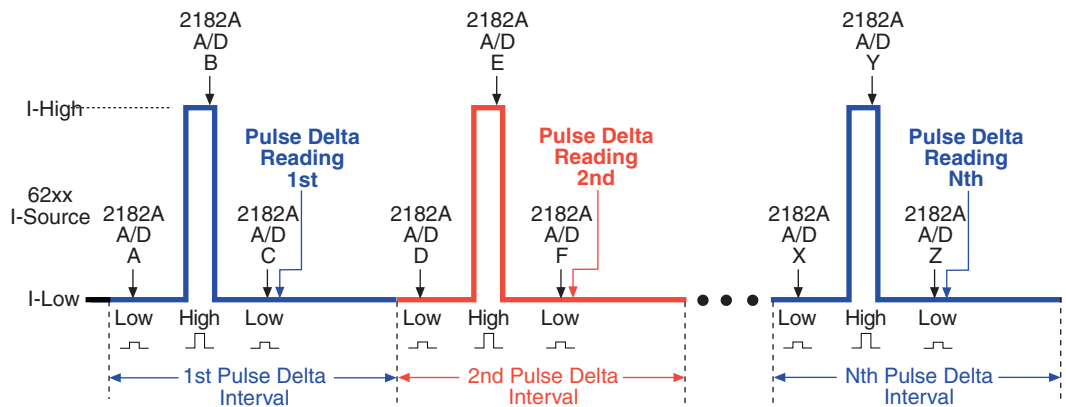 2182A
A/D
B
2182A
A/D
E
2182A
A/D
Y
I-High
Pulse Delta
Reading
1st
Pulse Delta
Reading
2nd
Pulse Delta
Reading
Nth
62xx
I-Source
2182A
A/D
A
2182A
A/D
C
2182A
A/D
D
2182A
A/D
F
2182A
A/D
X
2182A
A/D
Z
I-Low
Low High Low
Low High Low
Low High Low
1st Pulse Delta
Interval
2nd Pulse Delta
Interval
Nth Pulse Delta
Interval